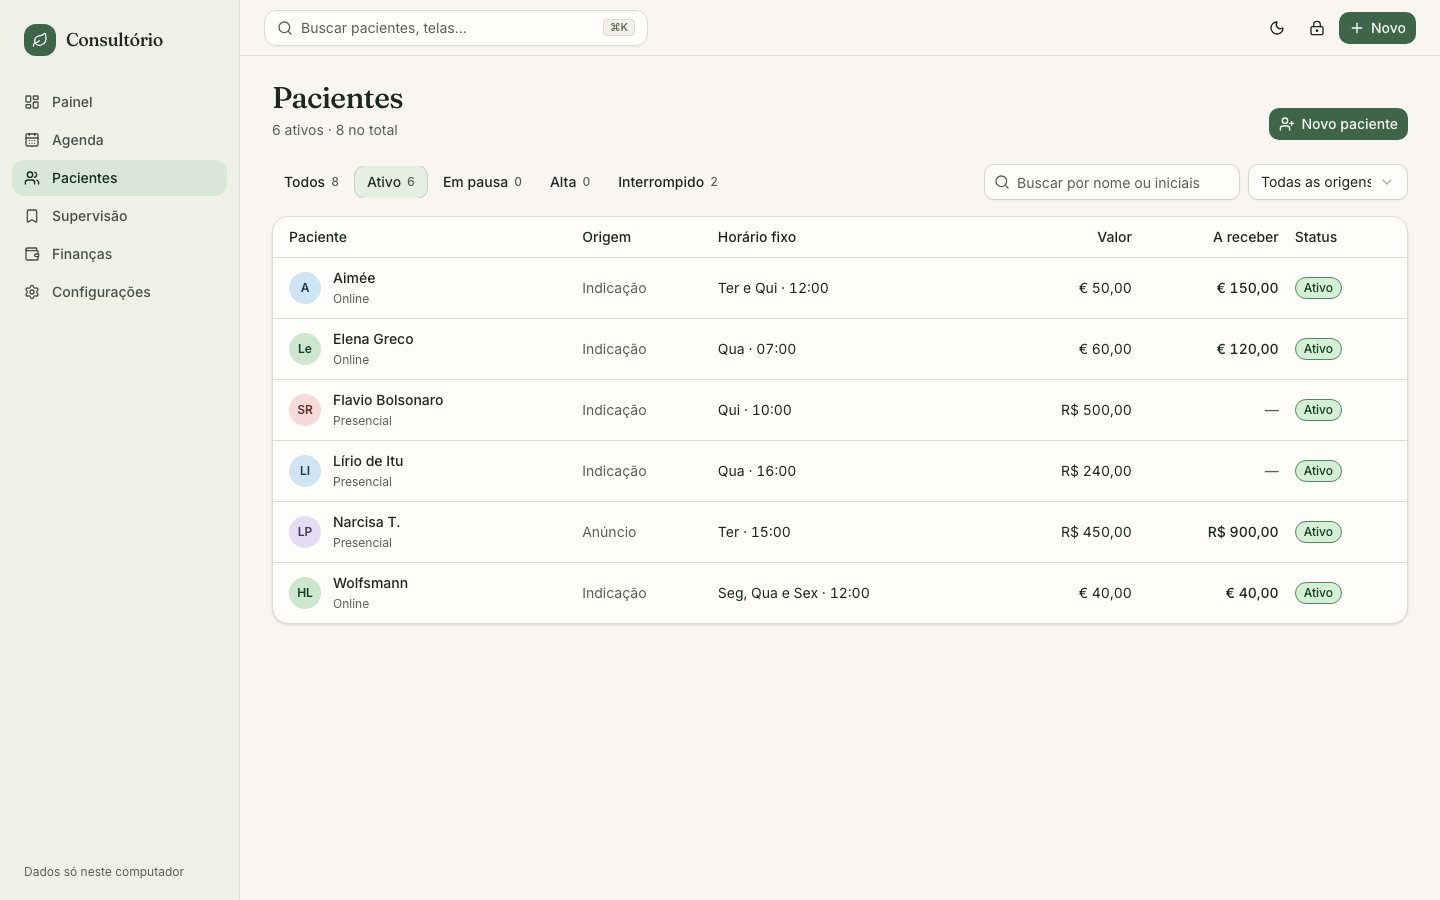 Consultório
Buscar pacientes, telas...
⌘K
Novo
Painel
Agenda
Pacientes
Supervisão
Finanças
Configurações
Pacientes
6 ativos · 8 no total
Novo paciente
Todos 8 Ativo 6 Em pausa 0 Alta 0 Interrompido 2
Buscar por nome ou iniciais
Todas as origens
Paciente Origem Horário fixo Valor A receber Status
A Aimée Indicação Ter e Qui · 12:00 € 50,00 € 150,00 Ativo
Online
Le Elena Greco Indicação Qua · 07:00 € 60,00 € 120,00 Ativo
Online
SR Flavio Bolsonaro Indicação Qui · 10:00 R$ 500,00 — Ativo
Presencial
LI Lírio de Itu Indicação Qua · 16:00 R$ 240,00 — Ativo
Presencial
LP Narcisa T. Anúncio Ter · 15:00 R$ 450,00 R$ 900,00 Ativo
Presencial
HL Wolfsmann Indicação Seg, Qua e Sex · 12:00 € 40,00 € 40,00 Ativo
Online
Dados só neste computador